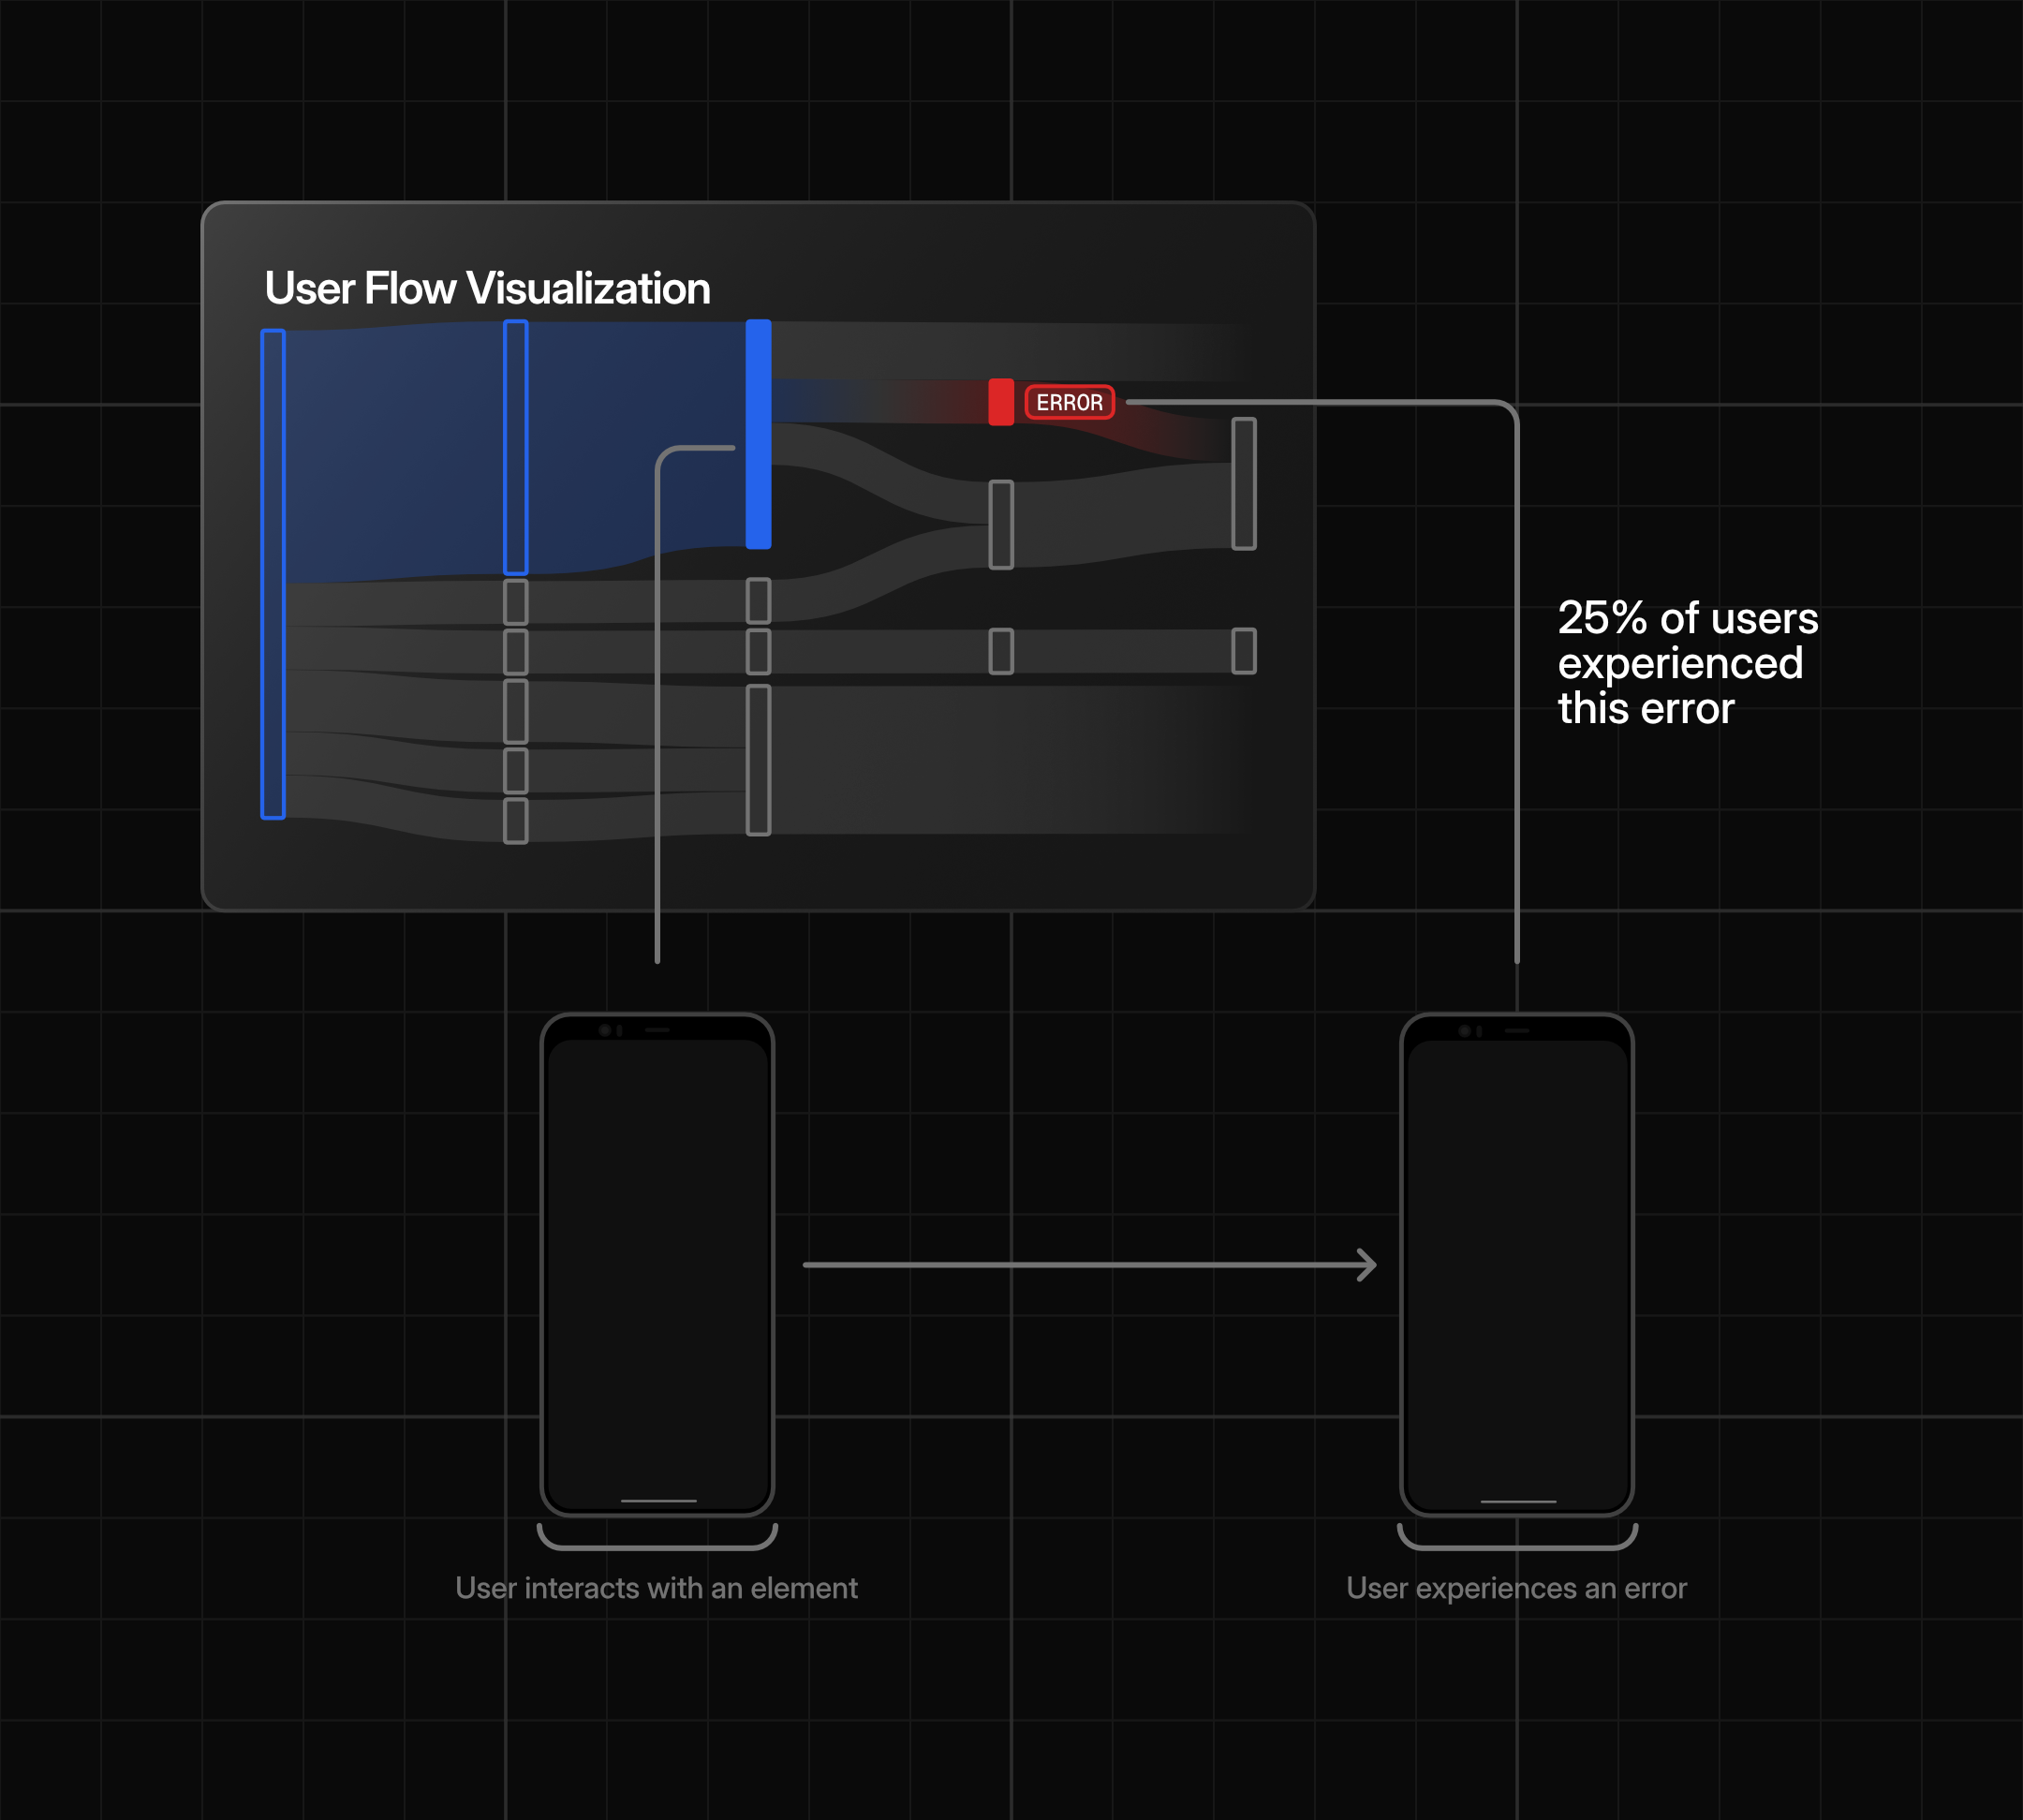 User Flow Visualization
ERROR
25% of users
experienced
this error
User interacts with an element
User experiences an error